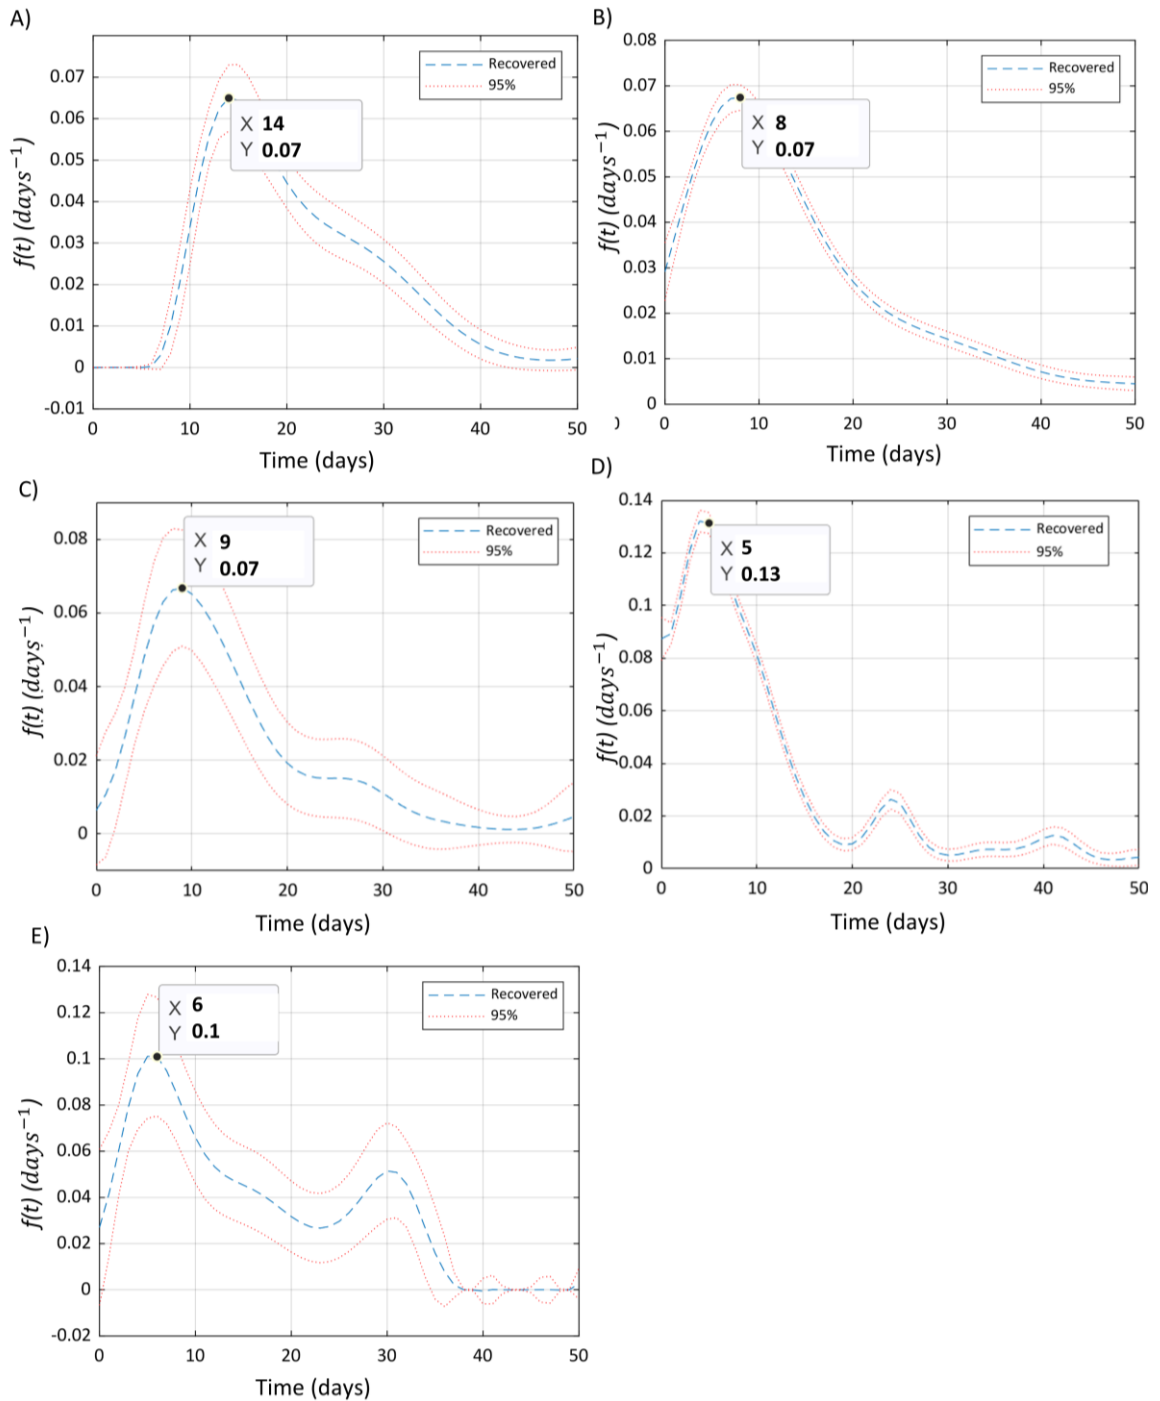 A)
0.07
0.06
0.05
0.04
0.03
0.02
0.01
0
-0.01
f(t) (days⁻¹)
Recovered
95%
X 14
Y 0.07
0 10 20 30 40 50
Time (days)
B)
0.08
0.07
0.06
0.05
0.04
0.03
0.02
0.01
0
f(t) (days⁻¹)
Recovered
95%
X 8
Y 0.07
0 10 20 30 40 50
Time (days)
C)
0.08
0.06
0.04
0.02
0
f(t) (days⁻¹)
Recovered
95%
X 9
Y 0.07
0 10 20 30 40 50
Time (days)
D)
0.14
0.12
0.1
0.08
0.06
0.04
0.02
0
f(t) (days⁻¹)
Recovered
95%
X 5
Y 0.13
0 10 20 30 40 50
Time (days)
E)
0.14
0.12
0.1
0.08
0.06
0.04
0.02
0
-0.02
f(t) (days⁻¹)
Recovered
95%
X 6
Y 0.1
0 10 20 30 40 50
Time (days)